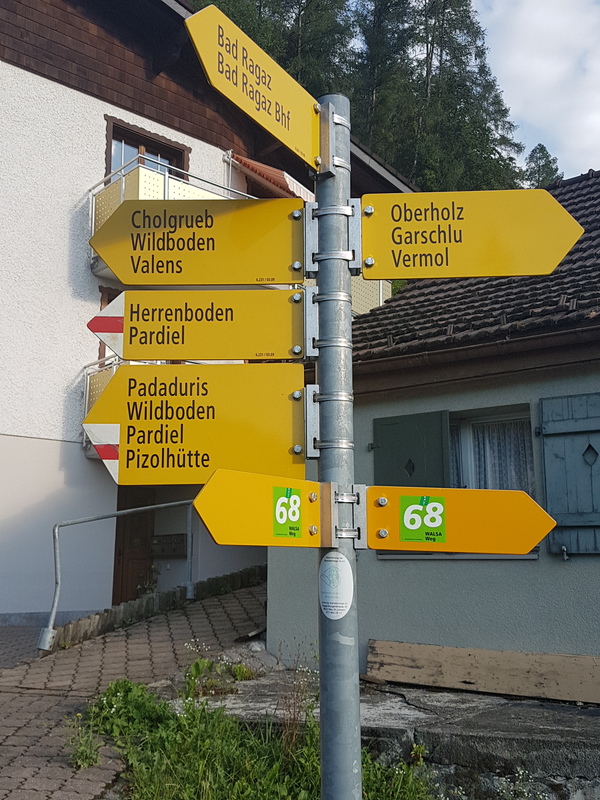 Bad Ragaz
Bad Ragaz Bhf
Cholgrueb
Wildboden
Valens
Oberholz
Garschlu
Vermol
Herrenboden
Pardiel
Padaduris
Wildboden
Pardiel
Pizolhütte
68
WALSA
Weg
68
WALSA
Weg